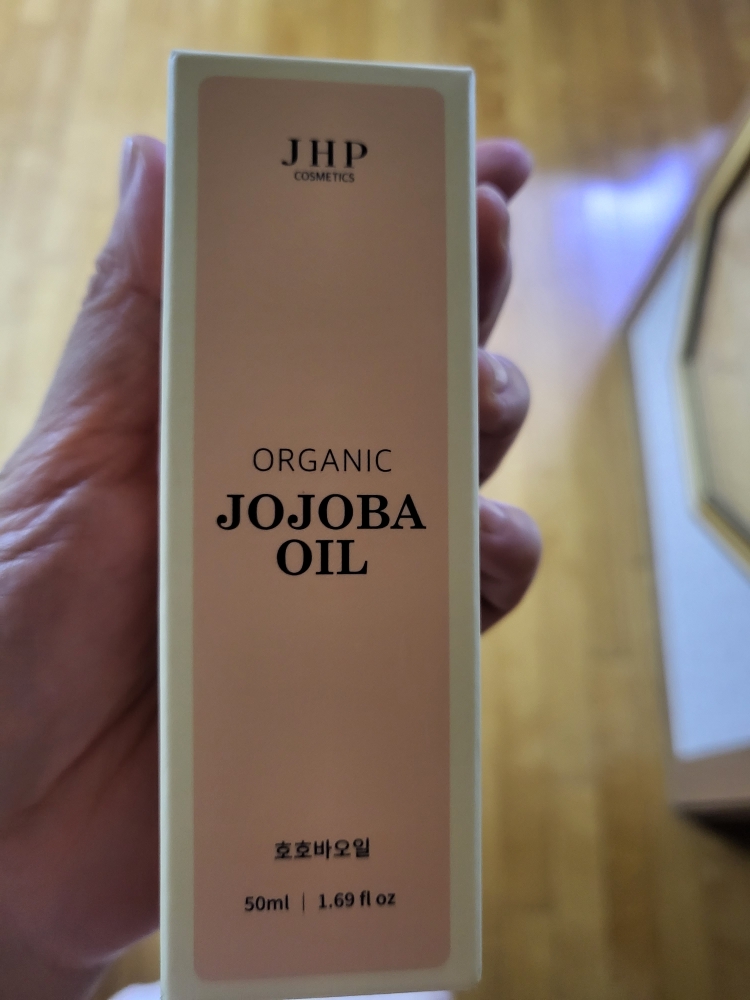 JHP
COSMETICS
ORGANIC
JOJOBA
OIL
호호바오일
50ml | 1.69 fl oz